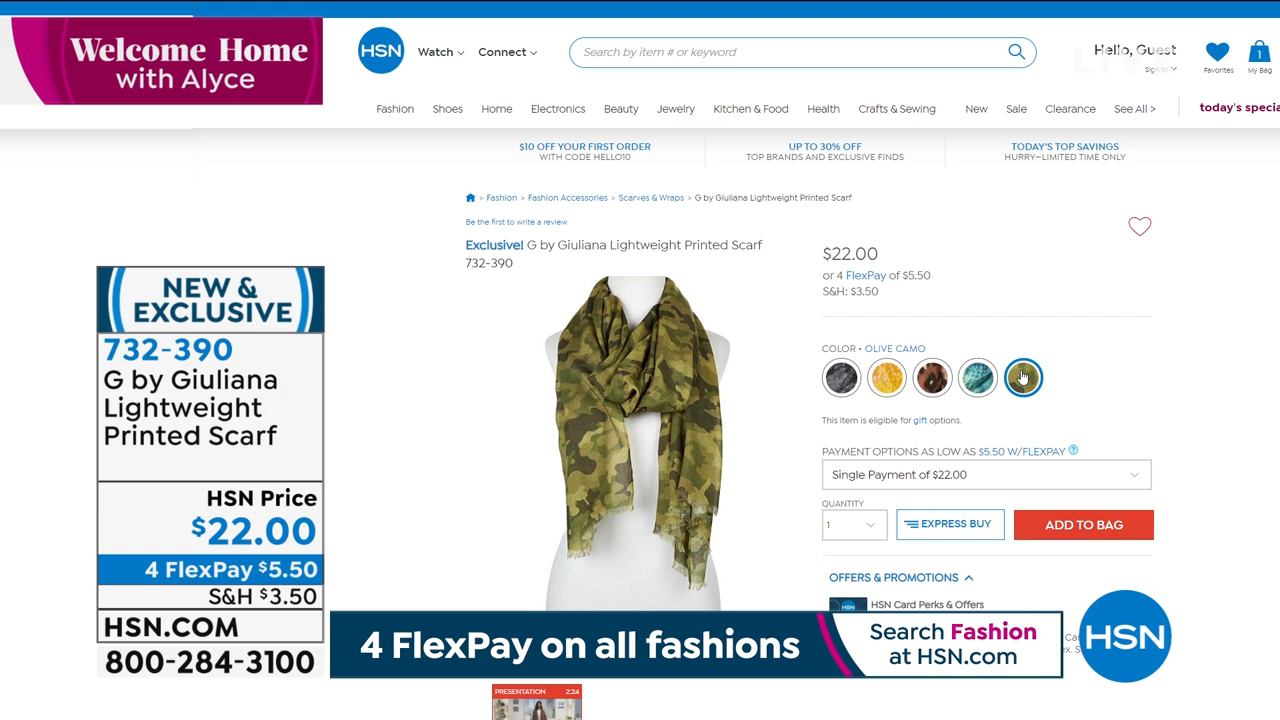 Welcome Home
with Alyce
HSN
Watch
Connect
Search by item # or keyword
LIVE
Hello, Guest
Sign In
Favorites
1
My Bag
Fashion
Shoes
Home
Electronics
Beauty
Jewelry
Kitchen & Food
Health
Crafts & Sewing
New
Sale
Clearance
See All >
today's specia
$10 OFF YOUR FIRST ORDER
WITH CODE HELLO10
UP TO 30% OFF
TOP BRANDS AND EXCLUSIVE FINDS
TODAY'S TOP SAVINGS
HURRY—LIMITED TIME ONLY
> Fashion > Fashion Accessories > Scarves & Wraps > G by Giuliana Lightweight Printed Scarf
Be the first to write a review
Exclusive! G by Giuliana Lightweight Printed Scarf
732-390
$22.00
or 4 FlexPay of $5.50
S&H: $3.50
COLOR • OLIVE CAMO
This item is eligible for gift options.
PAYMENT OPTIONS AS LOW AS $5.50 W/FLEXPAY ?
Single Payment of $22.00
QUANTITY
1
EXPRESS BUY
ADD TO BAG
OFFERS & PROMOTIONS
HSN
HSN Card Perks & Offers
NEW &
EXCLUSIVE
732-390
G by Giuliana
Lightweight
Printed Scarf
HSN Price
$22.00
4 FlexPay $5.50
S&H $3.50
HSN.COM
800-284-3100
4 FlexPay on all fashions
Search Fashion
at HSN.com
HSN
PRESENTATION 2:24